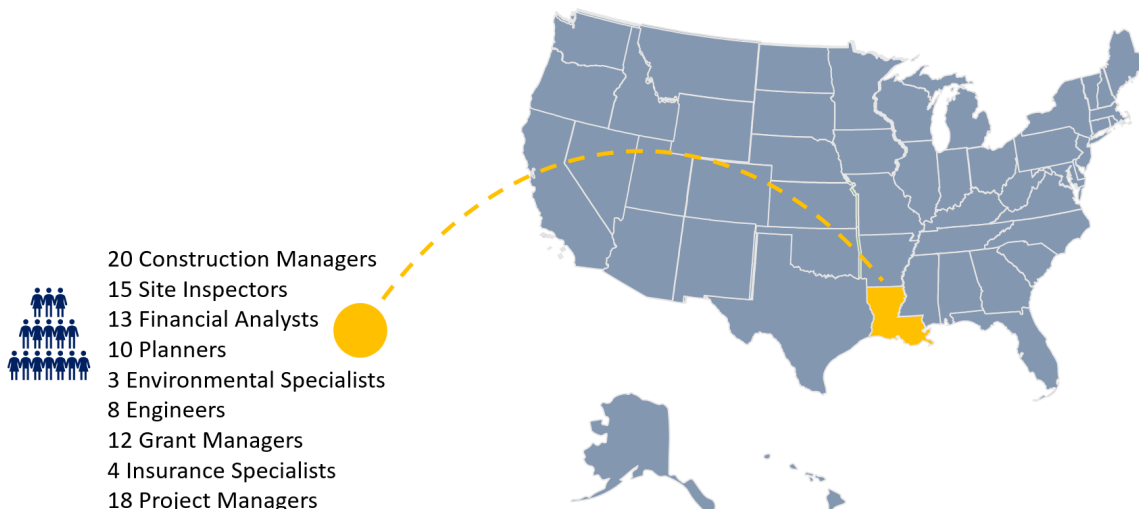 20 Construction Managers
15 Site Inspectors
13 Financial Analysts
10 Planners
3 Environmental Specialists
8 Engineers
12 Grant Managers
4 Insurance Specialists
18 Project Managers